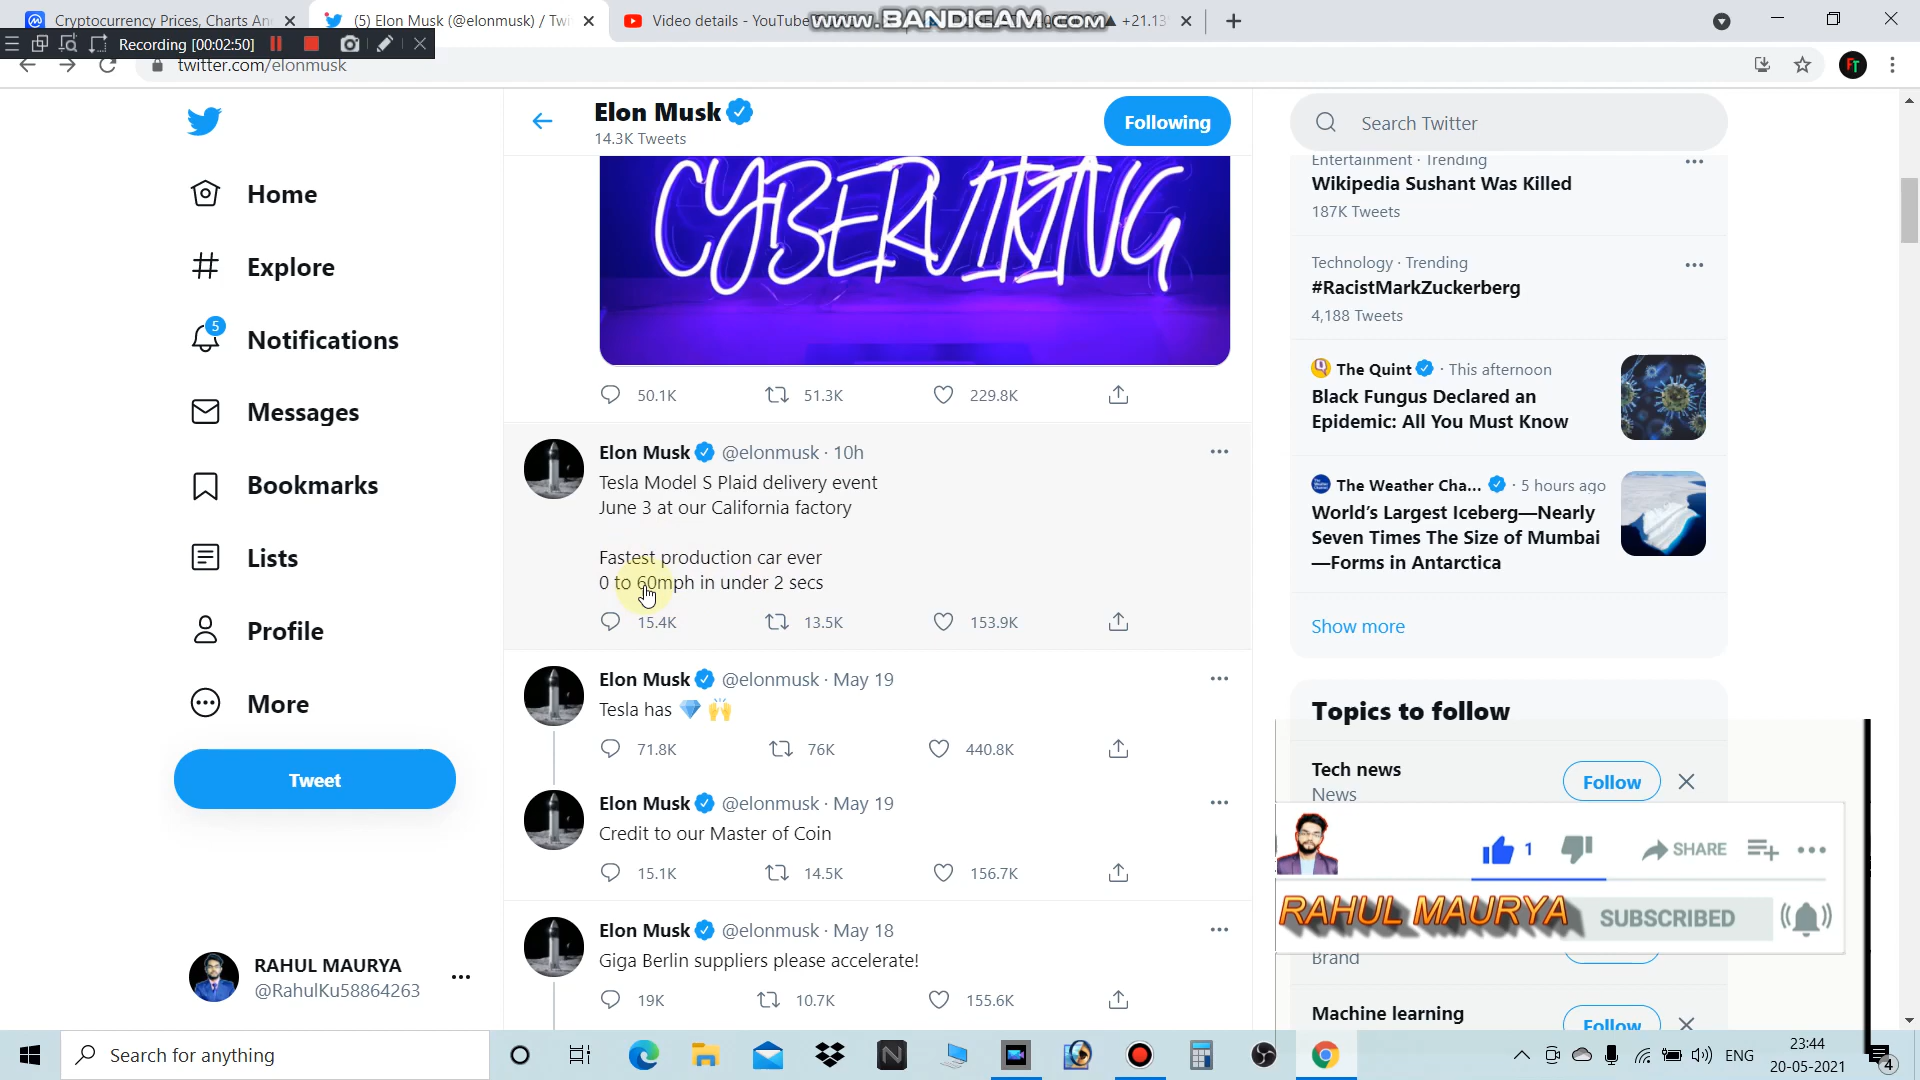 Cryptocurrency Prices, Charts An
(5) Elon Musk (@elonmusk) / Twi
Video details - YouTube
www.BANDICAM.com
+21.13
Recording [00:02:50]
twitter.com/elonmusk
FT
Elon Musk
14.3K Tweets
Following
Search Twitter
Home
Explore
5
Notifications
Messages
Bookmarks
Lists
Profile
More
Tweet
RAHUL MAURYA
@RahulKu58864263
CYBERVIKING
50.1K
51.3K
229.8K
Elon Musk @elonmusk · 10h
Tesla Model S Plaid delivery event
June 3 at our California factory
Fastest production car ever
0 to 60mph in under 2 secs
15.4K
13.5K
153.9K
Elon Musk @elonmusk · May 19
Tesla has 💎 🙌
71.8K
76K
440.8K
Elon Musk @elonmusk · May 19
Credit to our Master of Coin
15.1K
14.5K
156.7K
Elon Musk @elonmusk · May 18
Giga Berlin suppliers please accelerate!
19K
10.7K
155.6K
Entertainment · Trending
Wikipedia Sushant Was Killed
187K Tweets
Technology · Trending
#RacistMarkZuckerberg
4,188 Tweets
The Quint · This afternoon
Black Fungus Declared an
Epidemic: All You Must Know
The Weather Cha... · 5 hours ago
World's Largest Iceberg—Nearly
Seven Times The Size of Mumbai
—Forms in Antarctica
Show more
Topics to follow
Tech news
News
Follow
1
SHARE
RAHUL MAURYA
SUBSCRIBED
Brand
Machine learning
Follow
Search for anything
ENG
23:44
20-05-2021
4